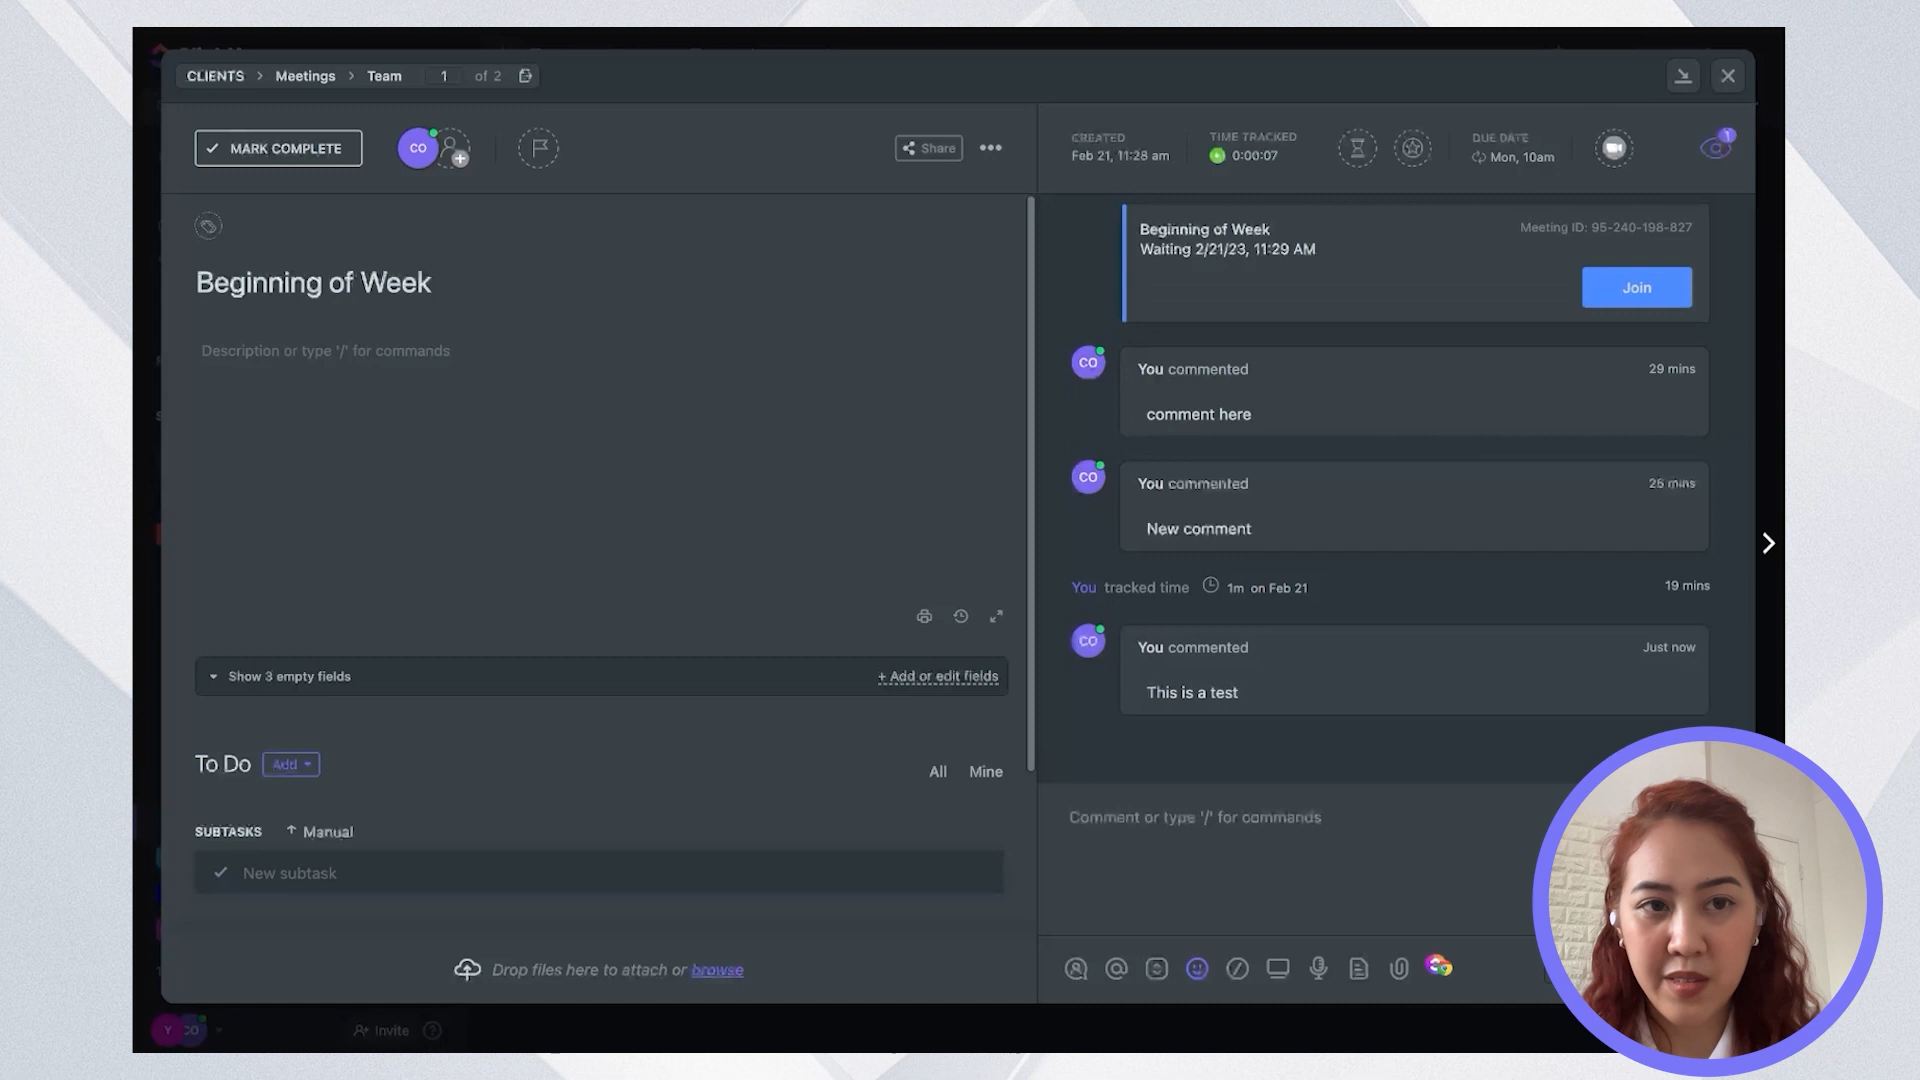 CLIENTS > Meetings > Team 1 of 2
MARK COMPLETE
CO
Share
CREATED
Feb 21, 11:28 am
TIME TRACKED
0:00:07
DUE DATE
Mon, 10am
1
Beginning of Week
Description or type '/' for commands
Show 3 empty fields
+ Add or edit fields
To Do
Add
All
Mine
SUBTASKS
Manual
New subtask
Drop files here to attach or browse
Beginning of Week
Meeting ID: 95-240-198-827
Waiting 2/21/23, 11:29 AM
Join
CO
You commented
29 mins
comment here
CO
You commented
New comment
You tracked time 1m on Feb 21
19 mins
CO
You commented
Just now
This is a test
Comment or type '/' for commands
Y
CO
Invite